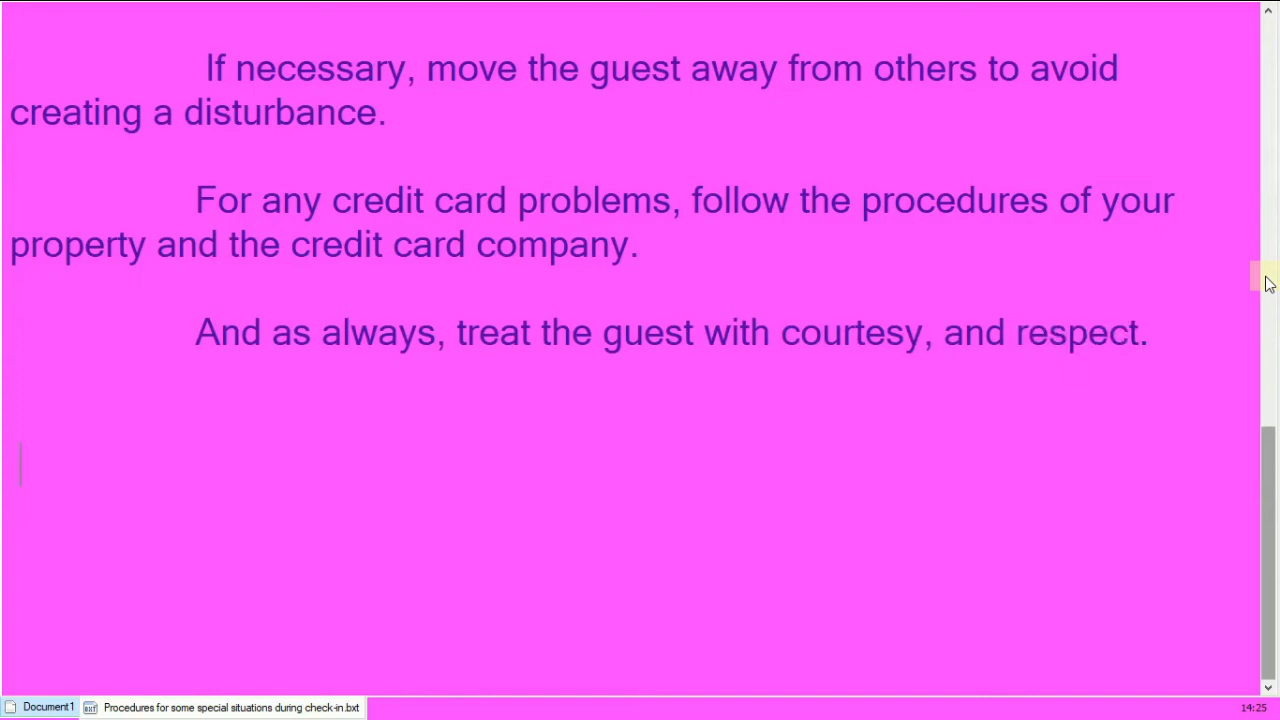 If necessary, move the guest away from others to avoid
creating a disturbance.
For any credit card problems, follow the procedures of your
property and the credit card company.
And as always, treat the guest with courtesy, and respect.
Document1
Procedures for some special situations during check-in.bxt
14:25